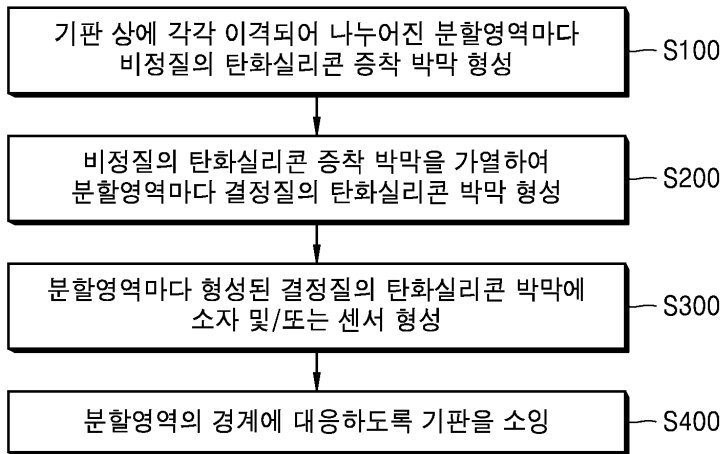 기판 상에 각각 이격되어 나누어진 분할영역마다
비정질의 탄화실리콘 증착 박막 형성
S100
비정질의 탄화실리콘 증착 박막을 가열하여
분할영역마다 결정질의 탄화실리콘 박막 형성
S200
분할영역마다 형성된 결정질의 탄화실리콘 박막에
소자 및/또는 센서 형성
S300
분할영역의 경계에 대응하도록 기판을 소잉
S400